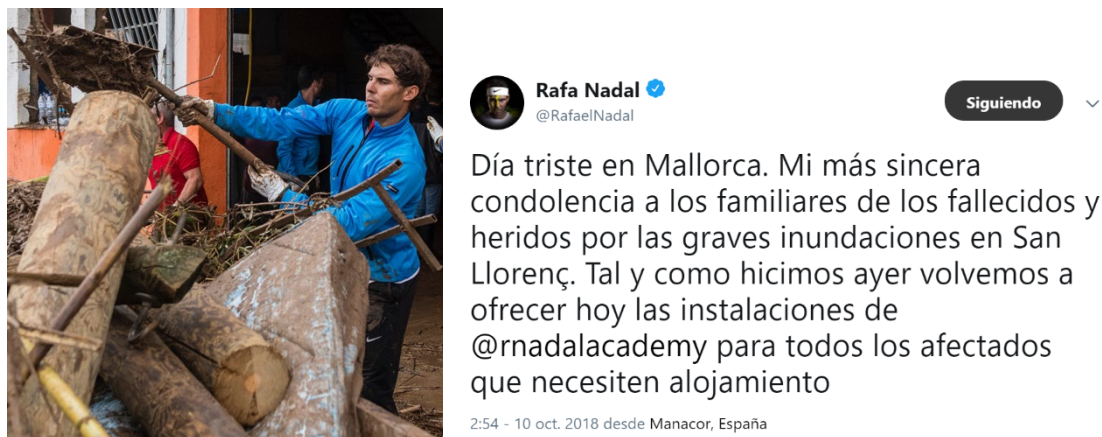 Rafa Nadal
@RafaelNadal
Siguiendo
Día triste en Mallorca. Mi más sincera
condolencia a los familiares de los fallecidos y
heridos por las graves inundaciones en San
Llorenç. Tal y como hicimos ayer volvemos a
ofrecer hoy las instalaciones de
@rnadalacademy para todos los afectados
que necesiten alojamiento
2:54 - 10 oct. 2018 desde Manacor, España